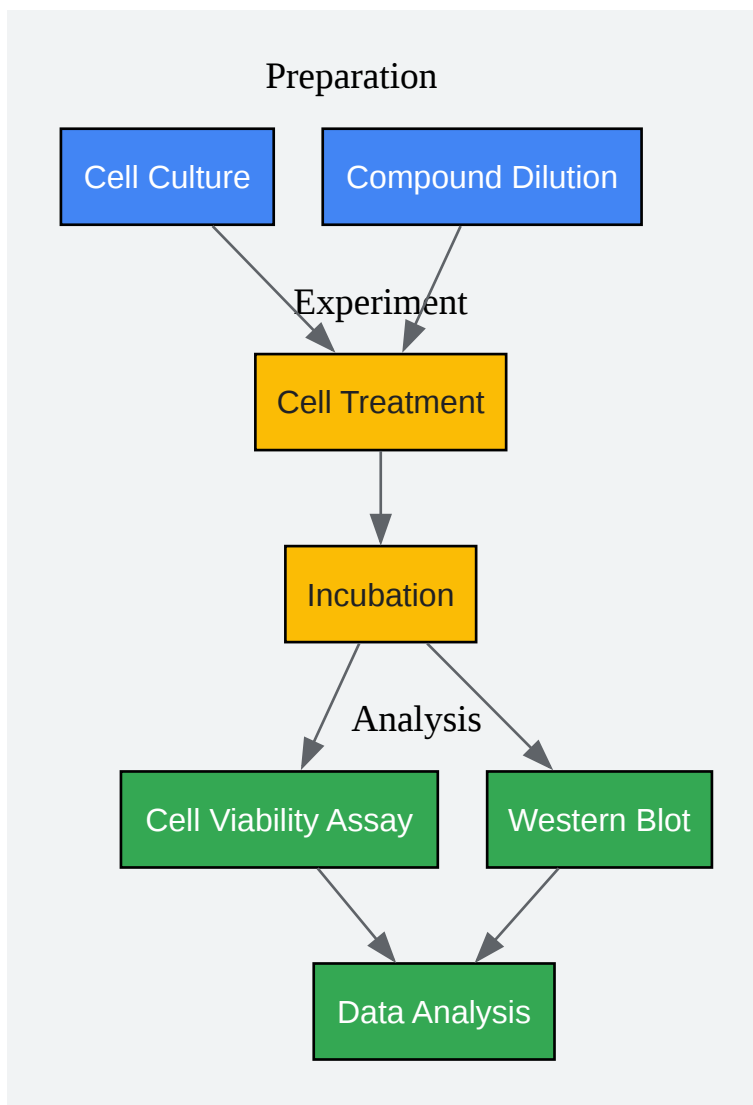 Preparation
Cell Culture
Compound Dilution
Experiment
Cell Treatment
Incubation
Analysis
Cell Viability Assay
Western Blot
Data Analysis